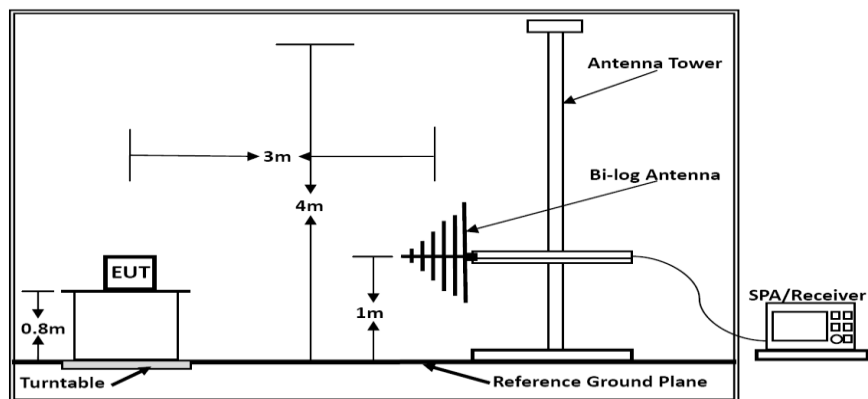 Antenna Tower
3m
Bi-log Antenna
4m
EUT
SPA/Receiver
0.8m
1m
Turntable
Reference Ground Plane